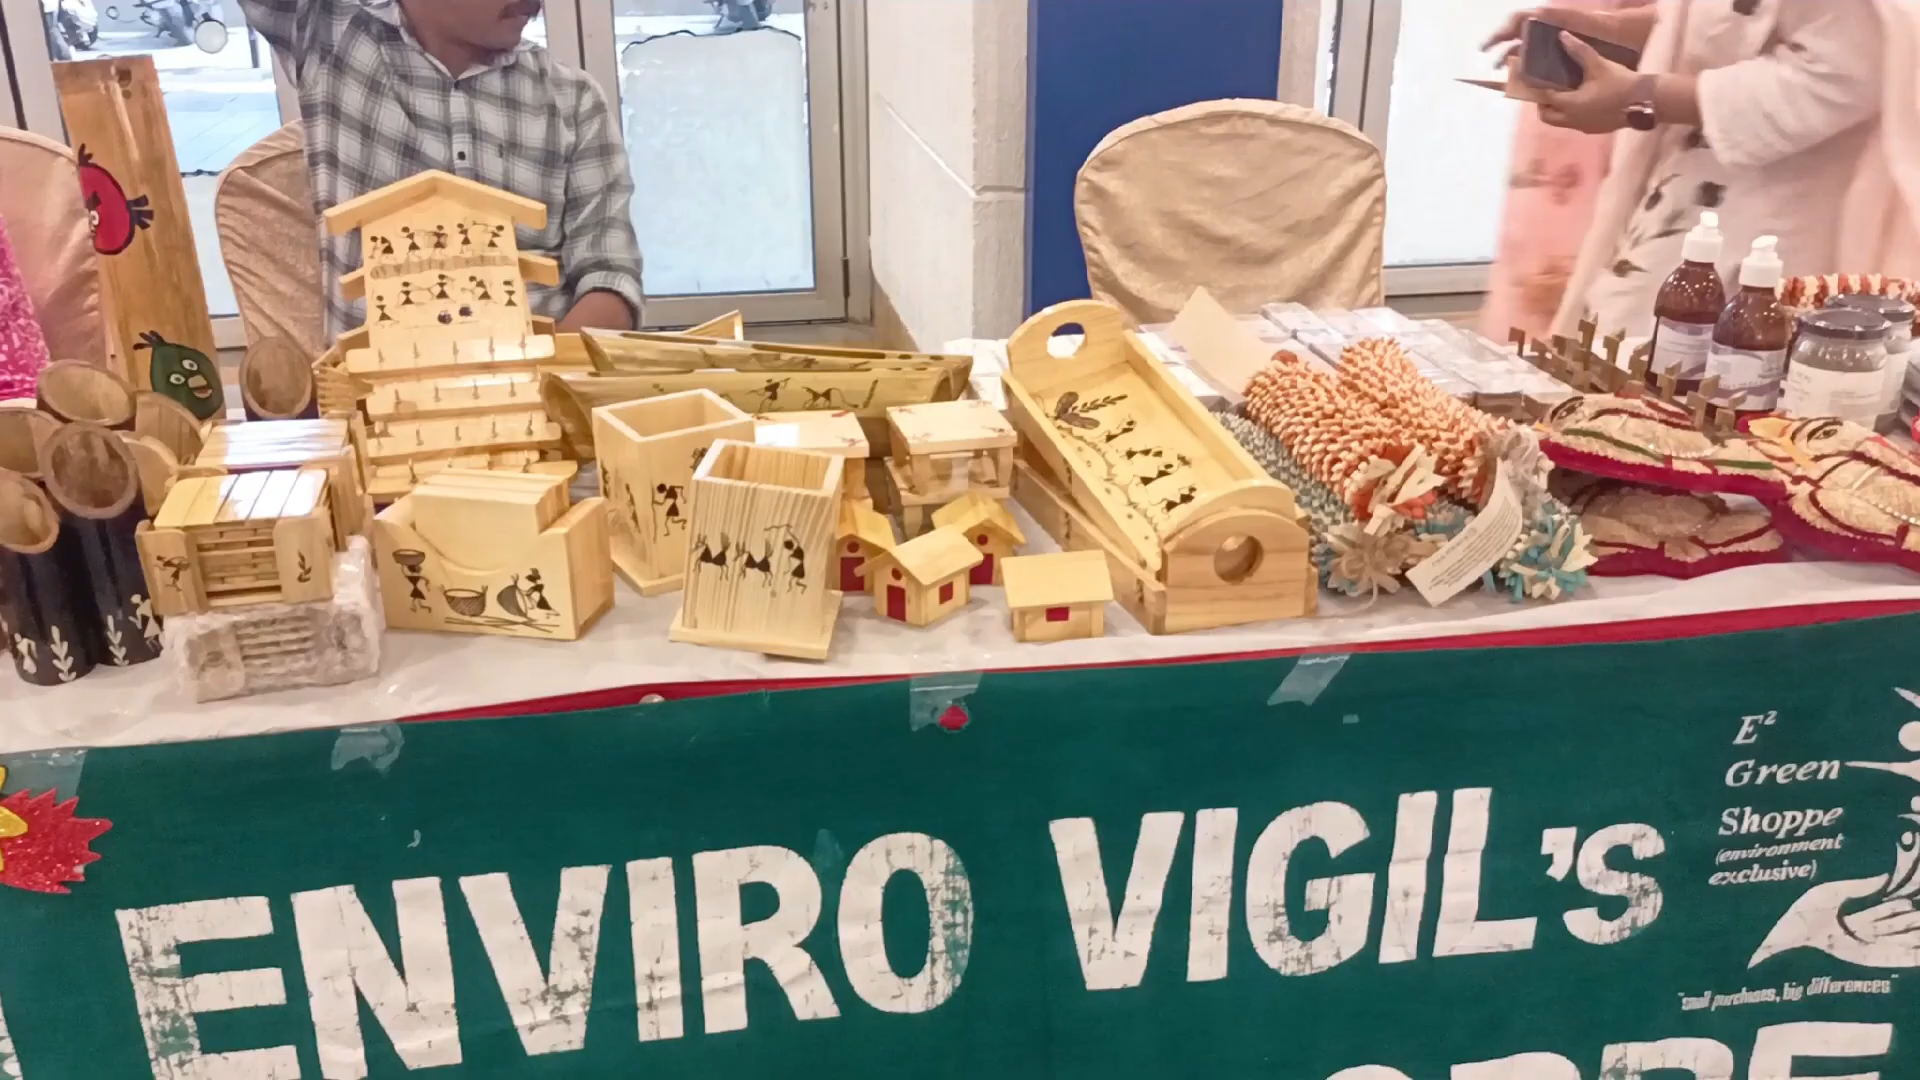 ENVIRO VIGIL'S
E²
Green
Shoppe
(environment
exclusive)
"small purchases, big differences"